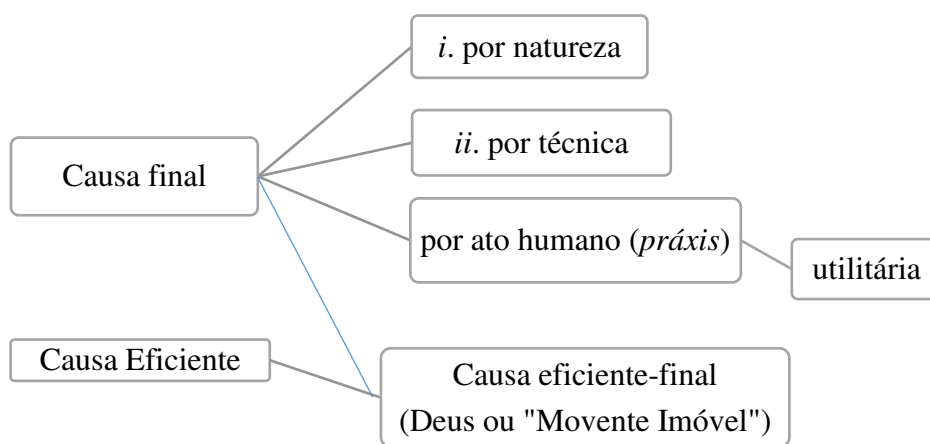 i. por natureza
ii. por técnica
Causa final
por ato humano (práxis)
utilitária
Causa Eficiente
Causa eficiente-final
(Deus ou "Movente Imóvel")